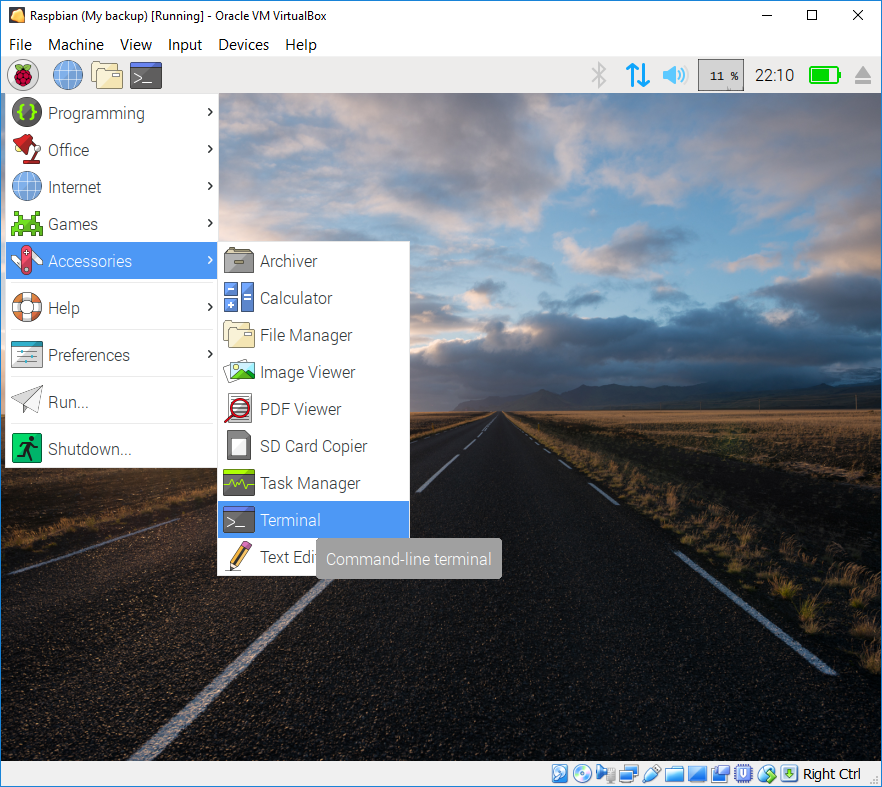 Raspbian (My backup) [Running] - Oracle VM VirtualBox
File Machine View Input Devices Help
11 % 22:10
Programming
Office
Internet
Games
Accessories
Help
Preferences
Run...
Shutdown...
Archiver
Calculator
File Manager
Image Viewer
PDF Viewer
SD Card Copier
Task Manager
Terminal
Text Edi
Command-line terminal
Right Ctrl